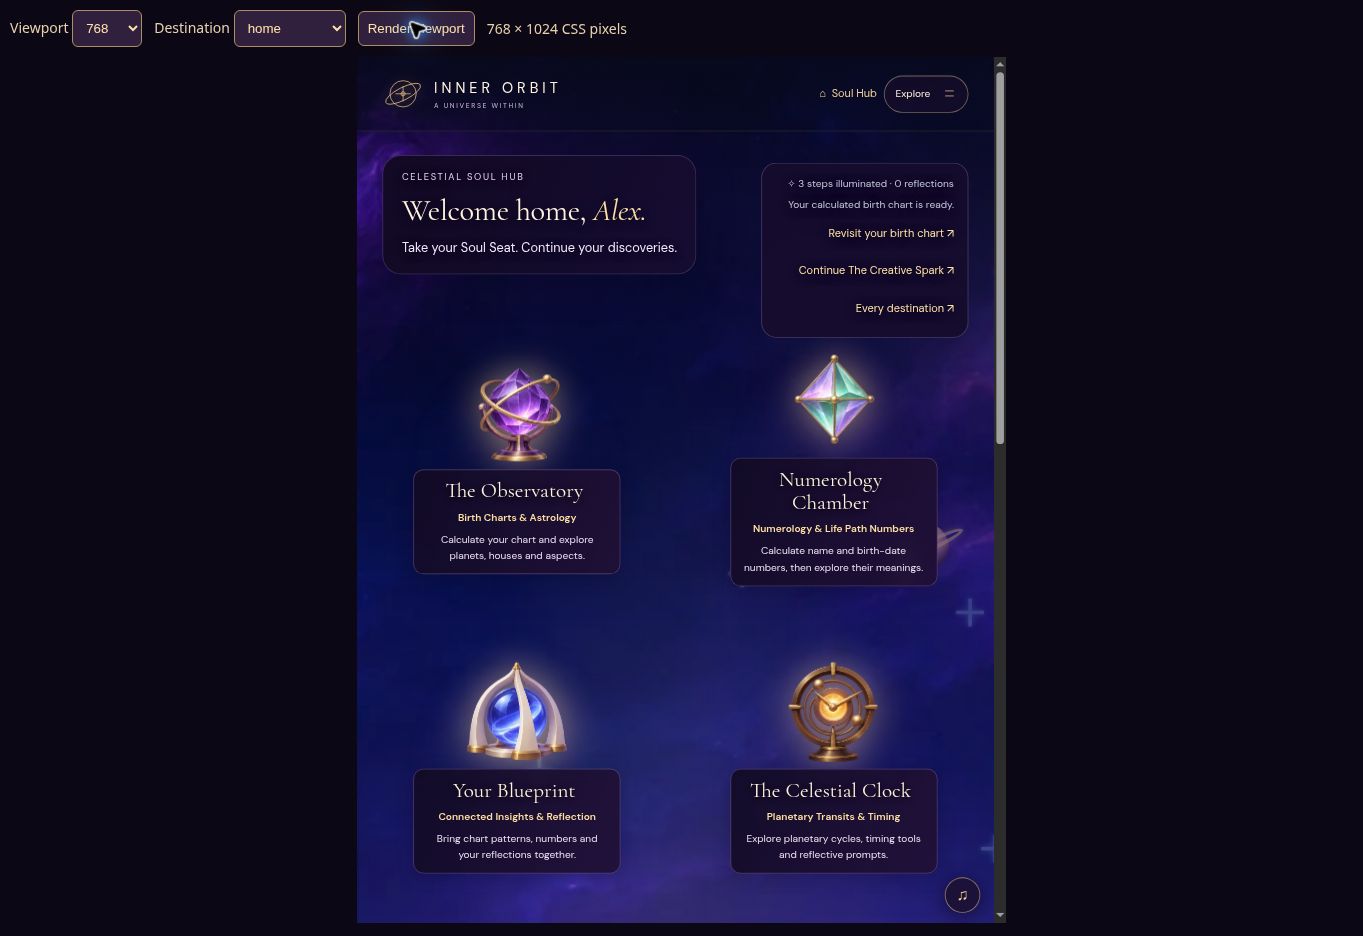 Viewport 768 Destination home Render viewport 768 × 1024 CSS pixels
INNER ORBIT
A UNIVERSE WITHIN
⌂ Soul Hub Explore
CELESTIAL SOUL HUB
Welcome home, Alex.
Take your Soul Seat. Continue your discoveries.
✧ 3 steps illuminated · 0 reflections
Your calculated birth chart is ready.
Revisit your birth chart ↗
Continue The Creative Spark ↗
Every destination ↗
The Observatory
Birth Charts & Astrology
Calculate your chart and explore
planets, houses and aspects.
Numerology
Chamber
Numerology & Life Path Numbers
Calculate name and birth-date
numbers, then explore their meanings.
Your Blueprint
Connected Insights & Reflection
Bring chart patterns, numbers and
your reflections together.
The Celestial Clock
Planetary Transits & Timing
Explore planetary cycles, timing tools
and reflective prompts.
♫